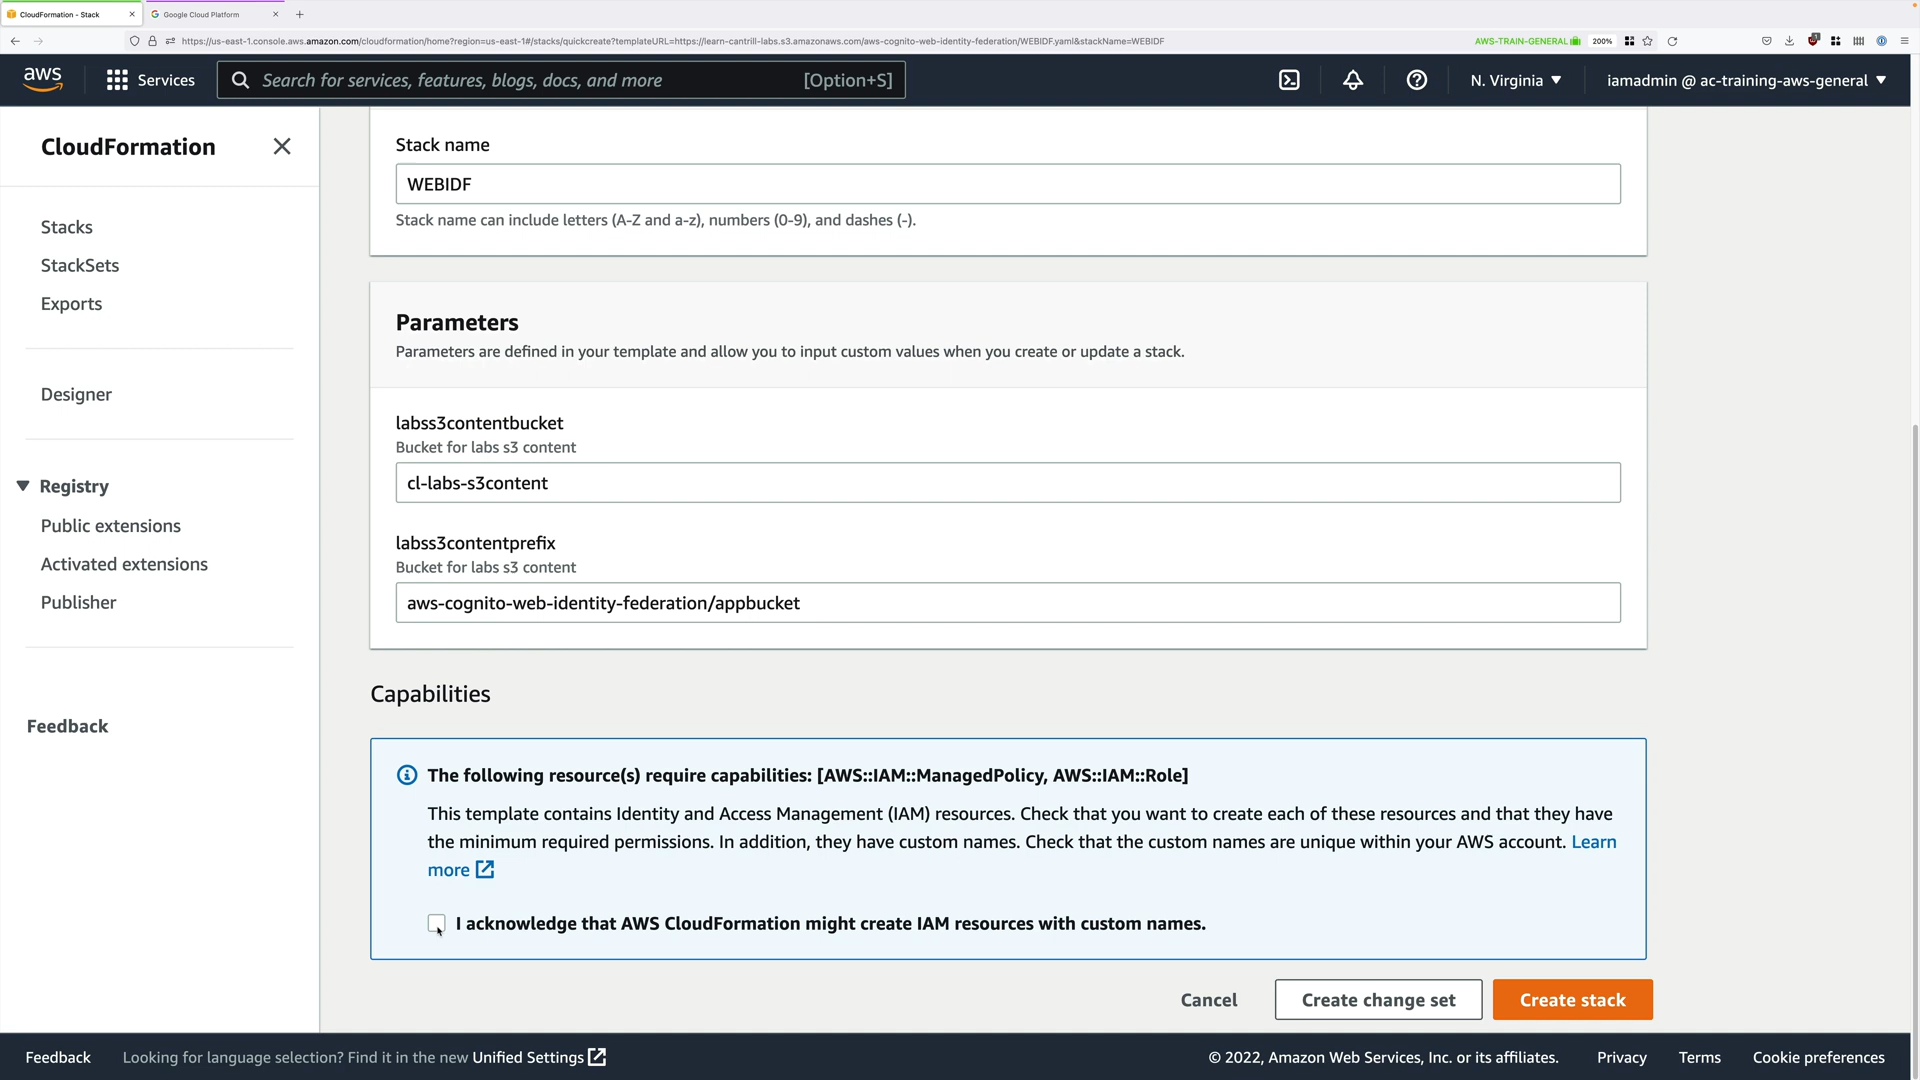 CloudFormation - Stack
Google Cloud Platform
https://us-east-1.console.aws.amazon.com/cloudformation/home?region=us-east-1#/stacks/quickcreate?templateURL=https://learn-cantrill-labs.s3.amazonaws.com/aws-cognito-web-identity-federation/WEBIDF.yaml&stackName=WEBIDF
AWS-TRAIN-GENERAL
200%
aws
Services
Search for services, features, blogs, docs, and more
[Option+S]
N. Virginia
iamadmin @ ac-training-aws-general
CloudFormation
Stacks
StackSets
Exports
Designer
Registry
Public extensions
Activated extensions
Publisher
Feedback
Stack name
WEBIDF
Stack name can include letters (A-Z and a-z), numbers (0-9), and dashes (-).
Parameters
Parameters are defined in your template and allow you to input custom values when you create or update a stack.
labss3contentbucket
Bucket for labs s3 content
cl-labs-s3content
labss3contentprefix
Bucket for labs s3 content
aws-cognito-web-identity-federation/appbucket
Capabilities
The following resource(s) require capabilities: [AWS::IAM::ManagedPolicy, AWS::IAM::Role]
This template contains Identity and Access Management (IAM) resources. Check that you want to create each of these resources and that they have
the minimum required permissions. In addition, they have custom names. Check that the custom names are unique within your AWS account. Learn
more
I acknowledge that AWS CloudFormation might create IAM resources with custom names.
Cancel
Create change set
Create stack
Feedback
Looking for language selection? Find it in the new Unified Settings
© 2022, Amazon Web Services, Inc. or its affiliates.
Privacy
Terms
Cookie preferences